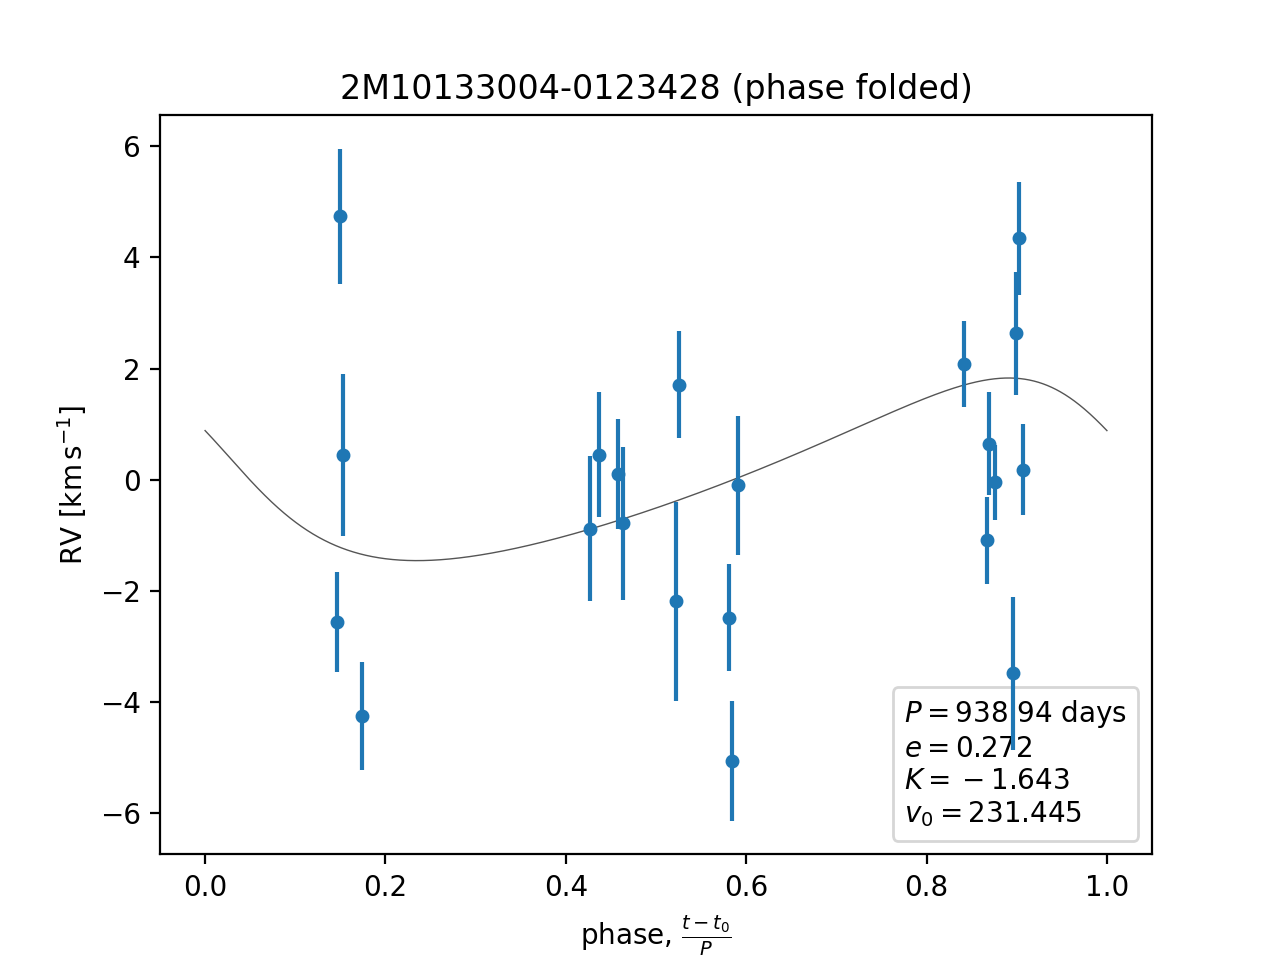 2M10133004-0123428 (phase folded)
RV [km s⁻¹]
6
4
2
0
−2
−4
−6
P = 938.94 days
e = 0.272
K = −1.643
v₀ = 231.445
0.0 0.2 0.4 0.6 0.8 1.0
phase, (t − t₀)/P